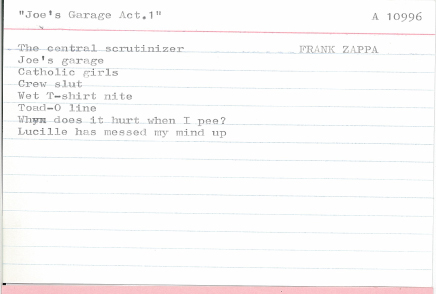 "Joe's Garage Act.1" A 10996
The central scrutinizer FRANK ZAPPA
Joe's garage
Catholic girls
Crew slut
Wet T-shirt nite
Toad-O line
Why does it hurt when I pee?
Lucille has messed my mind up